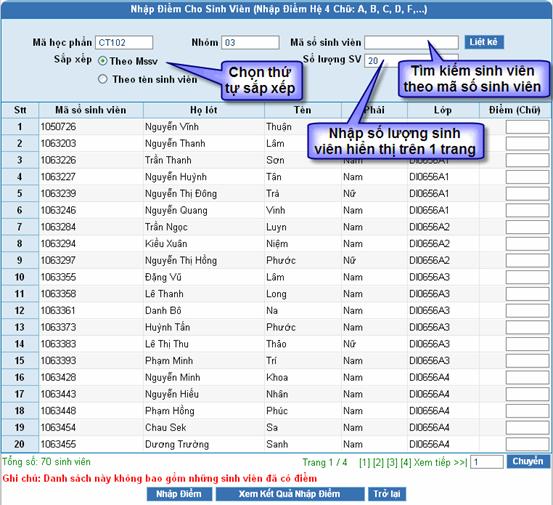 Nhập Điểm Cho Sinh Viên (Nhập Điểm Hệ 4 Chữ: A, B, C, D, F,...)
Mã học phần CT102 Nhóm 03 Mã số sinh viên Liệt kê
Sắp xếp Theo Mssv Số lượng SV 20
Theo tên sinh viên
Chọn thứ tự sắp xếp
Tìm kiếm sinh viên theo mã số sinh viên
Nhập số lượng sinh viên hiển thị trên 1 trang
Stt Mã số sinh viên Họ lót Tên Phái Lớp Điểm (Chữ)
1 1050726 Nguyễn Vĩnh Thuận
2 1063203 Nguyễn Thanh Lâm
3 1063226 Trần Thanh Sơn Nam DI0656A1
4 1063227 Nguyễn Huỳnh Tân Nam DI0656A1
5 1063239 Nguyễn Thị Đông Trà Nữ DI0656A1
6 1063246 Nguyễn Quang Vinh Nam DI0656A1
7 1063284 Trần Ngọc Luyn Nam DI0656A2
8 1063294 Kiều Xuân Niệm Nam DI0656A2
9 1063297 Nguyễn Thị Hồng Phước Nữ DI0656A2
10 1063355 Đặng Vũ Lâm Nam DI0656A3
11 1063358 Lê Thanh Long Nam DI0656A3
12 1063361 Danh Bô Na Nam DI0656A3
13 1063373 Huỳnh Tấn Phước Nam DI0656A3
14 1063383 Lê Thị Thu Thảo Nữ DI0656A3
15 1063393 Phạm Minh Trí Nam DI0656A3
16 1063428 Nguyễn Minh Khoa Nam DI0656A4
17 1063443 Nguyễn Hiếu Nhân Nam DI0656A4
18 1063448 Phạm Hồng Phúc Nam DI0656A4
19 1063454 Chau Sek Sa Nam DI0656A4
20 1063455 Dương Trường Sanh Nam DI0656A4
Tổng số: 70 sinh viên Trang 1 / 4 [1] [2] [3] [4] Xem tiếp >>| 1 Chuyển
Ghi chú: Danh sách này không bao gồm những sinh viên đã có điểm
Nhập Điểm Xem Kết Quả Nhập Điểm Trở lại